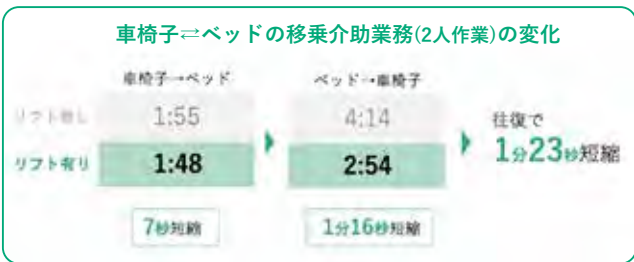 車椅子⇄ベッドの移乗介助業務(2人作業)の変化
車椅子→ベッド
ベッド→車椅子
リフト無し
1:55
4:14
往復で
1分23秒短縮
リフト有り
1:48
2:54
7秒短縮
1分16秒短縮